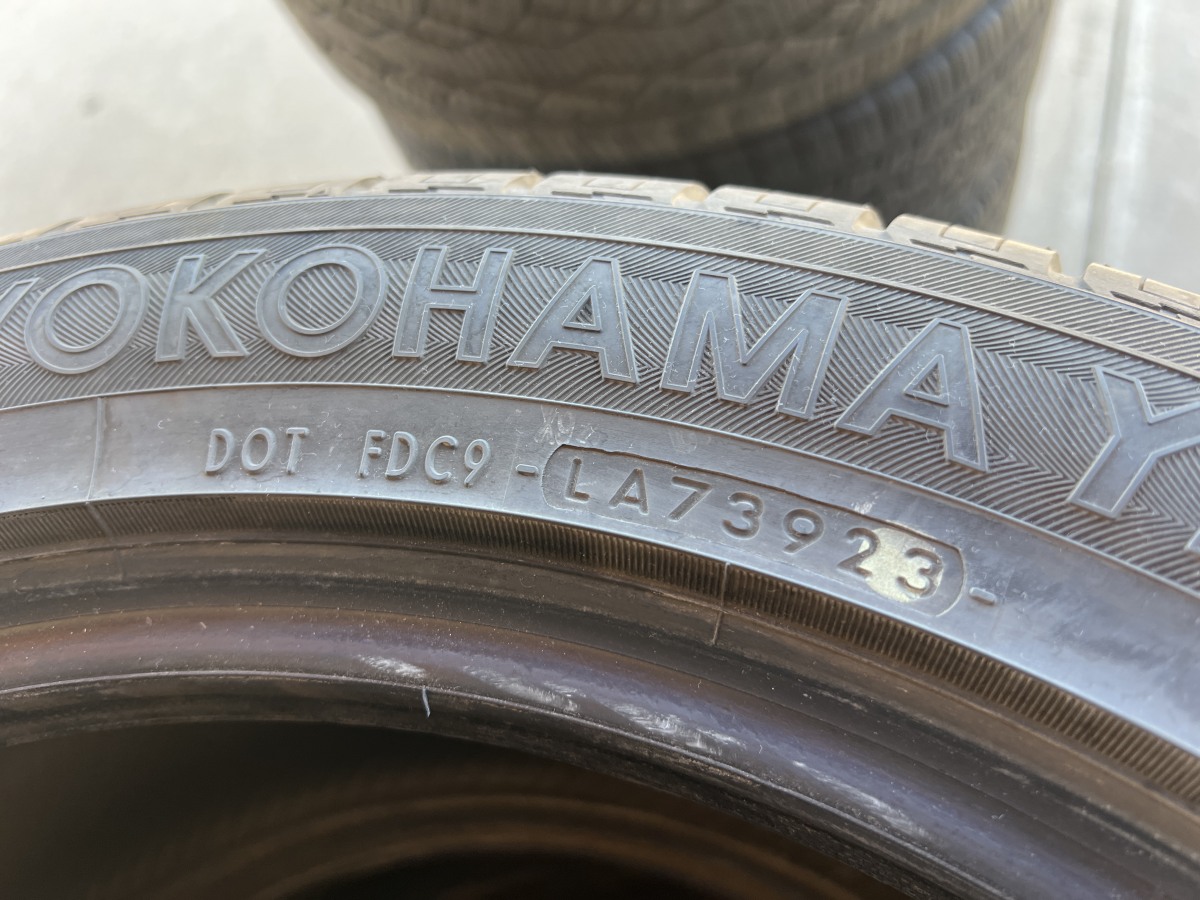 YOKOHAMA Y
DOT FDC9 -LA73923-